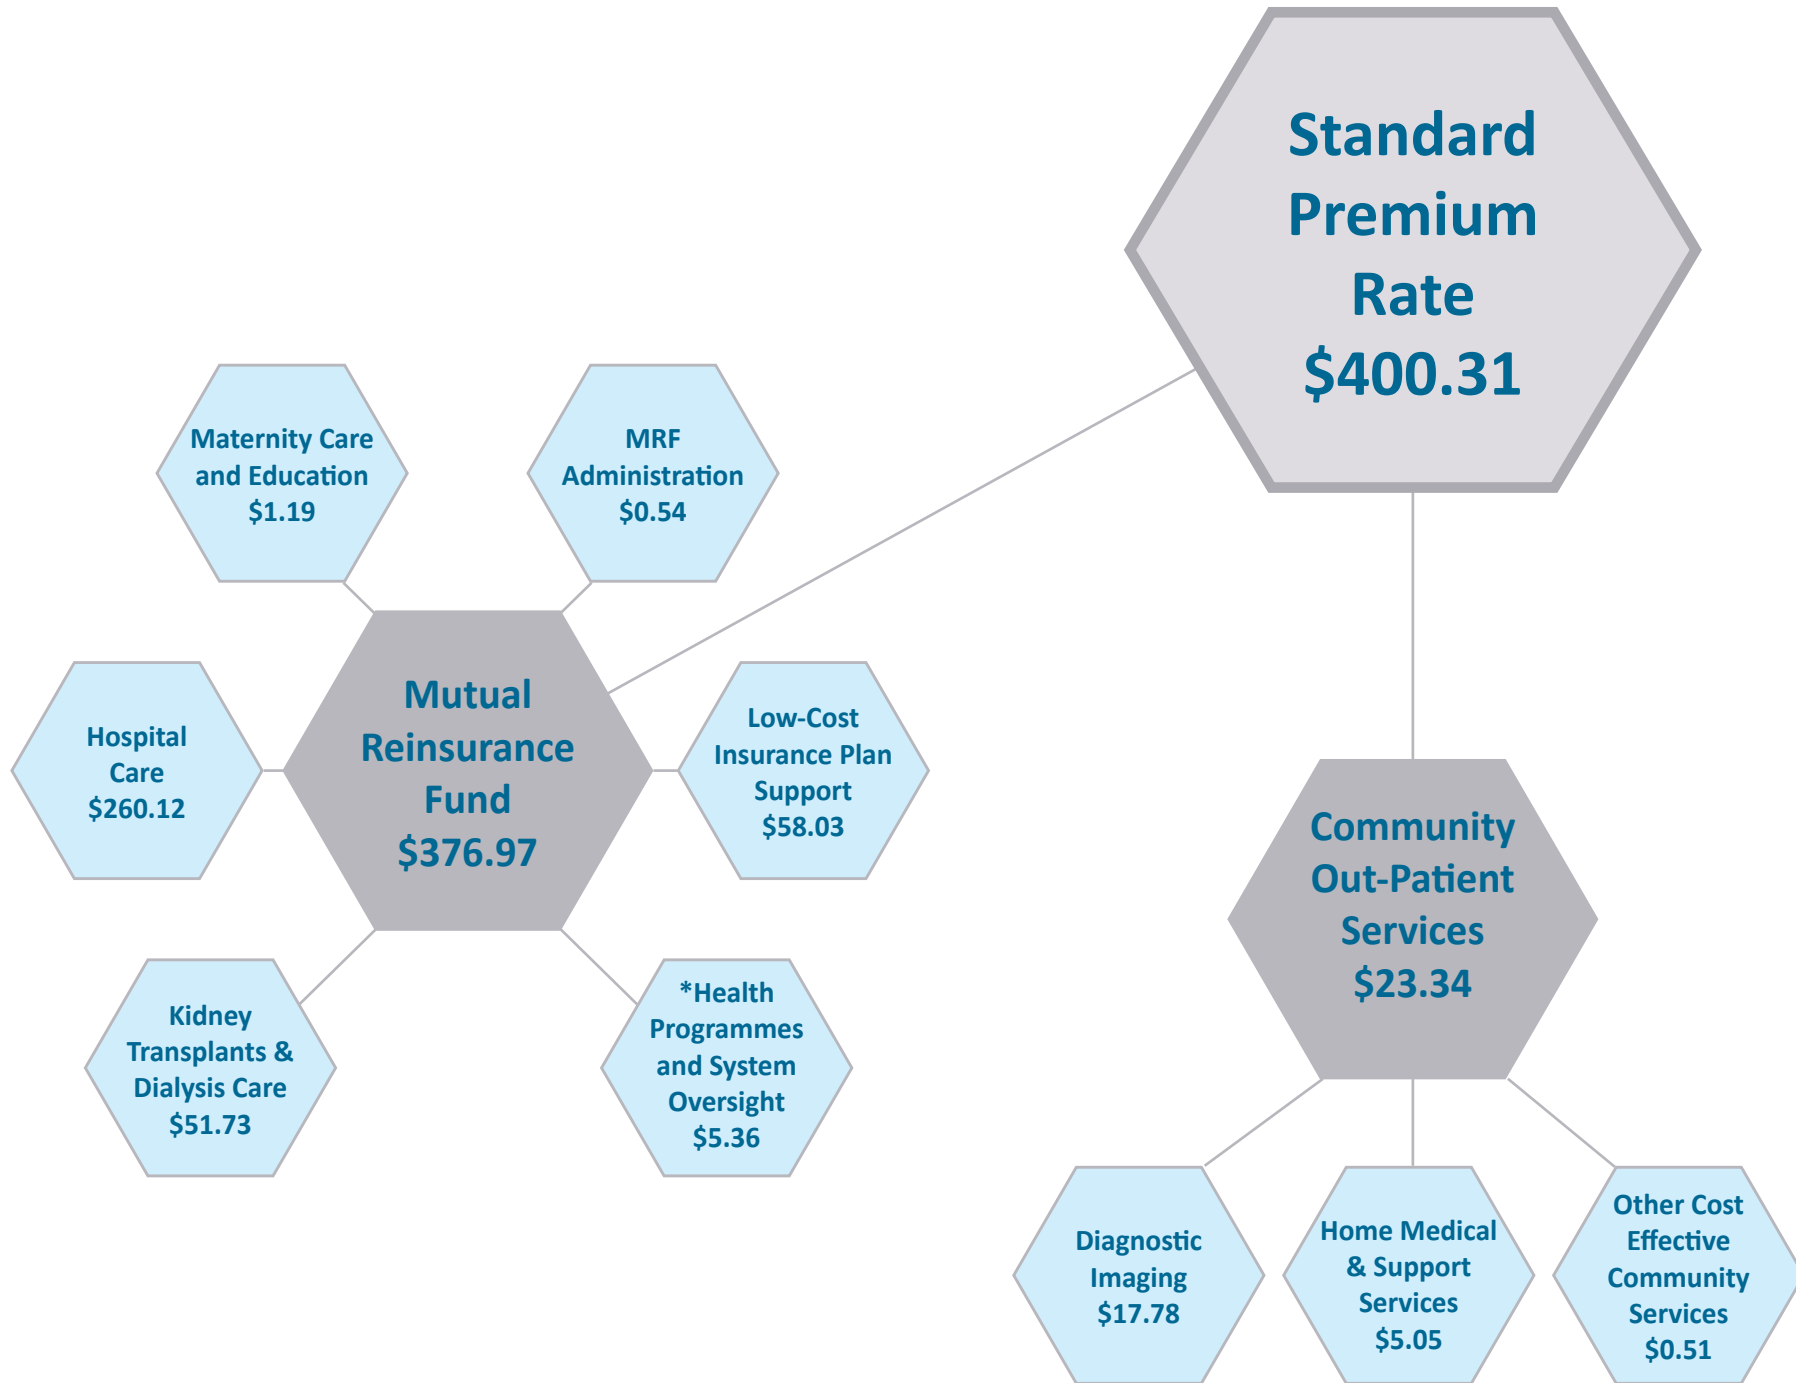 Standard
Premium
Rate
$400.31
Maternity Care
and Education
$1.19
MRF
Administration
$0.54
Mutual
Reinsurance
Fund
$376.97
Hospital
Care
$260.12
Low-Cost
Insurance Plan
Support
$58.03
Kidney
Transplants &
Dialysis Care
$51.73
*Health
Programmes
and System
Oversight
$5.36
Community
Out-Patient
Services
$23.34
Diagnostic
Imaging
$17.78
Home Medical
& Support
Services
$5.05
Other Cost
Effective
Community
Services
$0.51